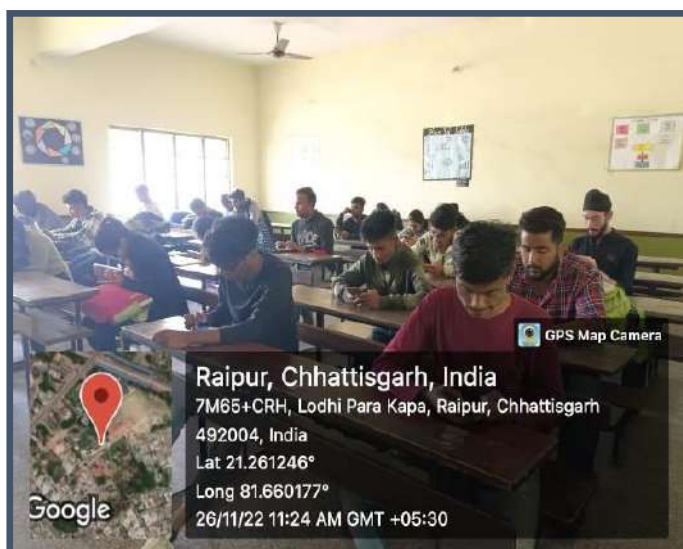 GPS Map Camera
Raipur, Chhattisgarh, India
7M65+CRH, Lodhi Para Kapa, Raipur, Chhattisgarh
492004, India
Lat 21.261246°
Long 81.660177°
26/11/22 11:24 AM GMT +05:30
Google